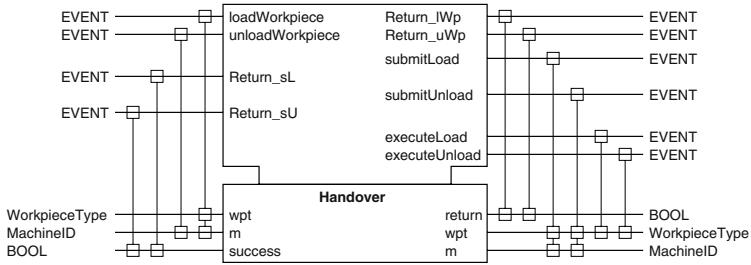 EVENT loadWorkpiece Return_lWp EVENT
EVENT unloadWorkpiece Return_uWp EVENT
submitLoad EVENT
EVENT Return_sL
submitUnload EVENT
EVENT Return_sU
executeLoad EVENT
executeUnload EVENT
Handover
WorkpieceType wpt return BOOL
MachineID m wpt WorkpieceType
BOOL success m MachineID